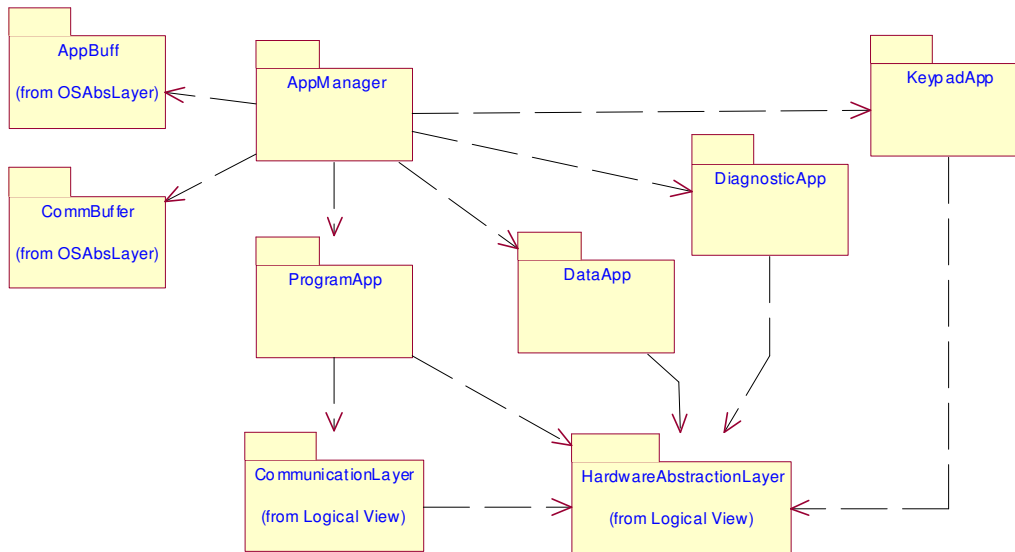 AppBuff
(from OSAbsLayer)
AppManager
KeypadApp
CommBuffer
(from OSAbsLayer)
DiagnosticApp
ProgramApp
DataApp
CommunicationLayer
(from Logical View)
HardwareAbstractionLayer
(from Logical View)